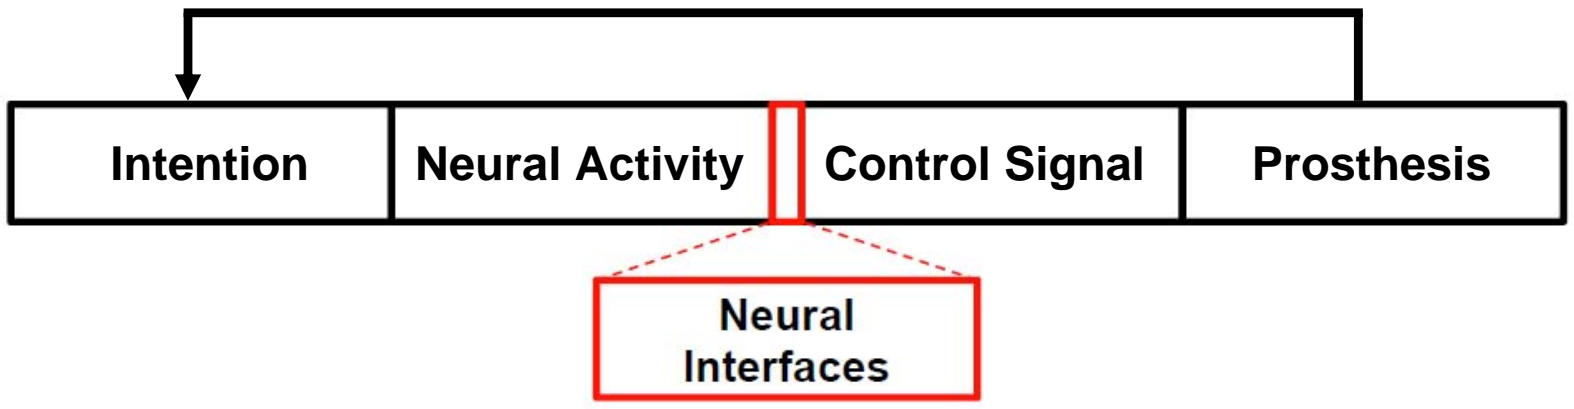 Intention
Neural Activity
Control Signal
Prosthesis
Neural
Interfaces